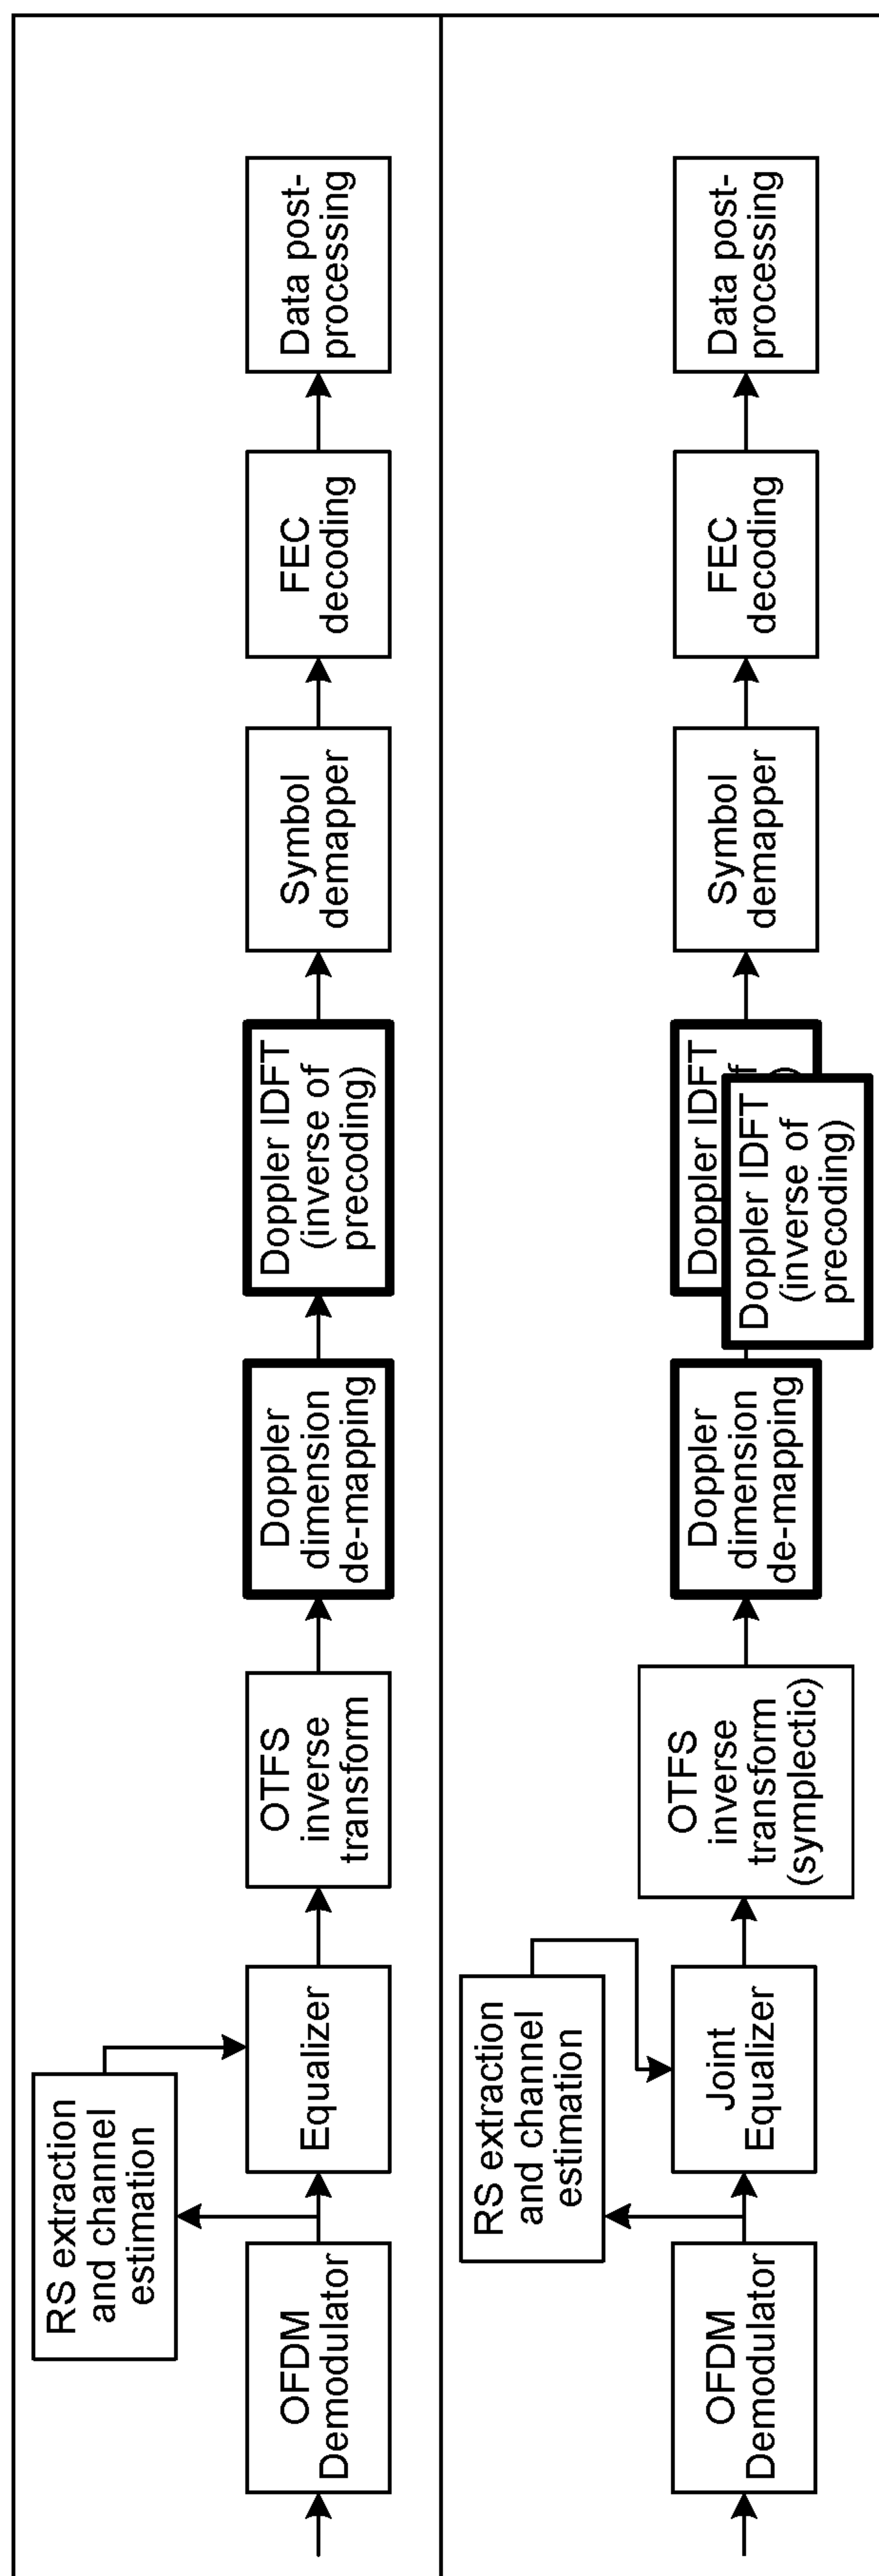 RS extraction
and channel
estimation
OFDM
Demodulator
Equalizer
OTFS
inverse
transform
Doppler
dimension
de-mapping
Doppler IDFT
(inverse of
precoding)
Symbol
demapper
FEC
decoding
Data post-
processing
RS extraction
and channel
estimation
OFDM
Demodulator
Joint
Equalizer
OTFS
inverse
transform
(symplectic)
Doppler
dimension
de-mapping
Doppler IDFT
Doppler IDFT
(inverse of
precoding)
Symbol
demapper
FEC
decoding
Data post-
processing